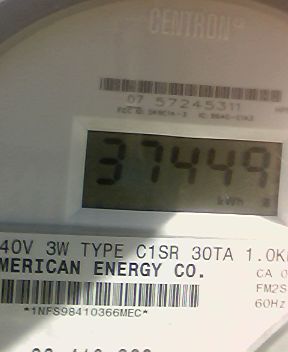 CENTRON
07 57245311
37449
kWh
40V 3W TYPE C1SR 30TA 1.0K
MERICAN ENERGY CO.
CA 0
FM2S
60Hz
*1NFS98410366MEC*